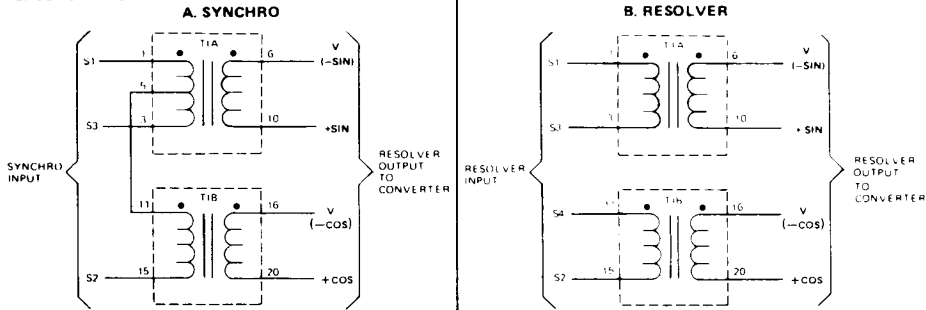 A. SYNCHRO
T1A
S1
1
6
V
(-SIN)
5
S3
3
10
+SIN
SYNCHRO
INPUT
RESOLVER
OUTPUT
TO
CONVERTER
T1B
11
16
V
(-COS)
S2
15
20
+COS
B. RESOLVER
T1A
S1
1
6
V
(-SIN)
S3
3
10
+ SIN
RESOLVER
INPUT
RESOLVER
OUTPUT
TO
CONVERTER
T1B
S4
11
16
V
(-COS)
S2
15
20
+COS